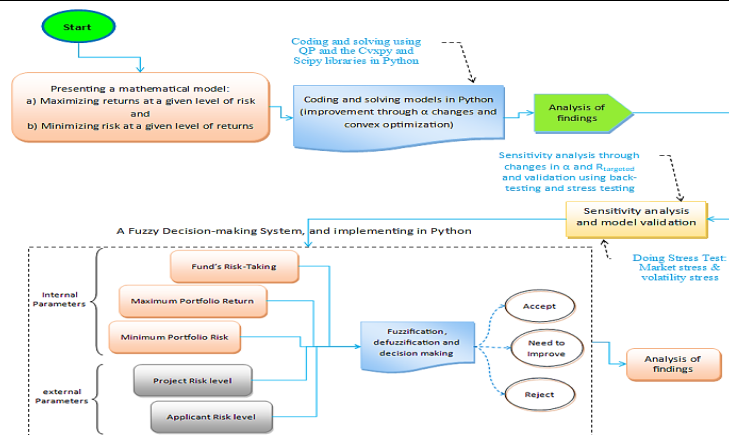 Start
Coding and solving using
QP and the Cvxpy and
Scipy libraries in Python
Presenting a mathematical model:
a) Maximizing returns at a given level of risk
and
b) Minimizing risk at a given level of returns
Coding and solving models in Python
(improvement through α changes and
convex optimization)
Analysis of
findings
Sensitivity analysis through
changes in α and Rtargeted
and validation using back-
testing and stress testing
Sensitivity analysis
and model validation
Doing Stress Test:
Market stress &
volatility stress
A Fuzzy Decision-making System, and implementing in Python
Internal
Parameters
Fund's Risk-Taking
Maximum Portfolio Return
Minimum Portfolio Risk
external
Parameters
Project Risk level
Applicant Risk level
Fuzzification,
defuzzification and
decision making
Accept
Need to
Improve
Reject
Analysis of
findings